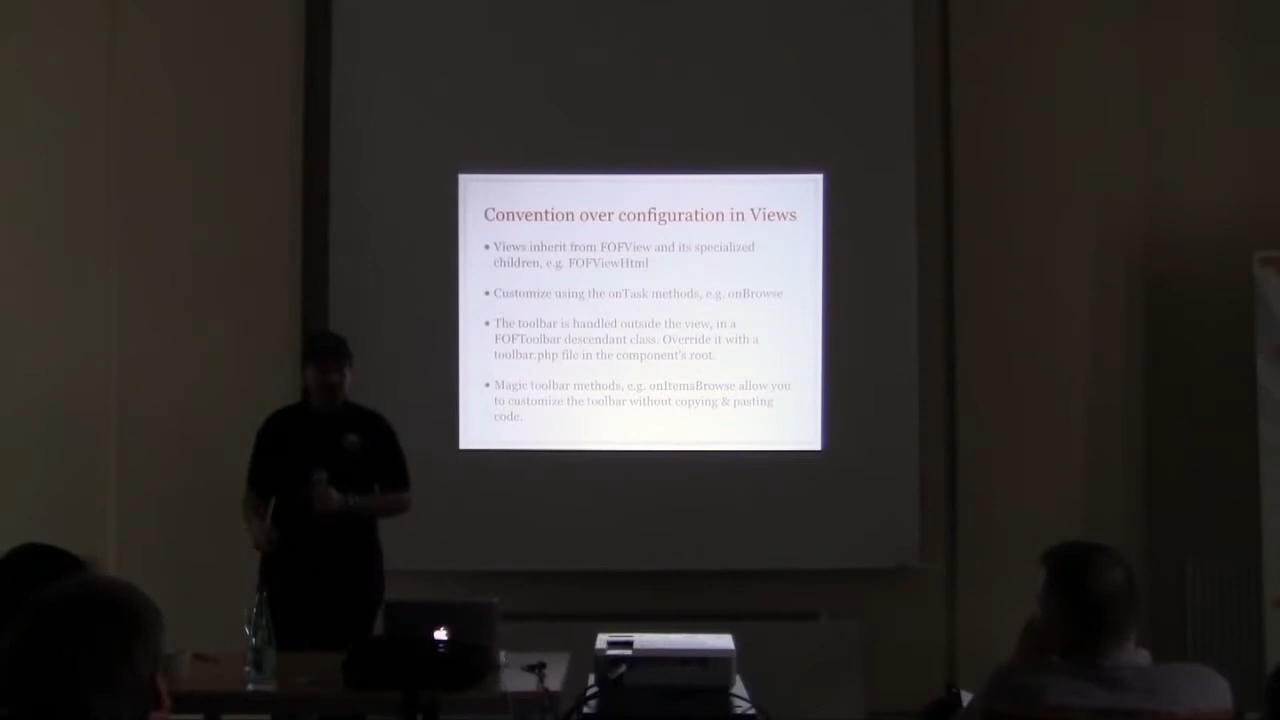 Convention over configuration in Views
• Views inherit from FOFView and its specialized
children, e.g. FOFViewHtml
• Customize using the onTask methods, e.g. onBrowse
• The toolbar is handled outside the view, in a
FOFToolbar descendant class. Override it with a
toolbar.php file in the component's root.
• Magic toolbar methods, e.g. onItemsBrowse allow you
to customize the toolbar without copying & pasting
code.